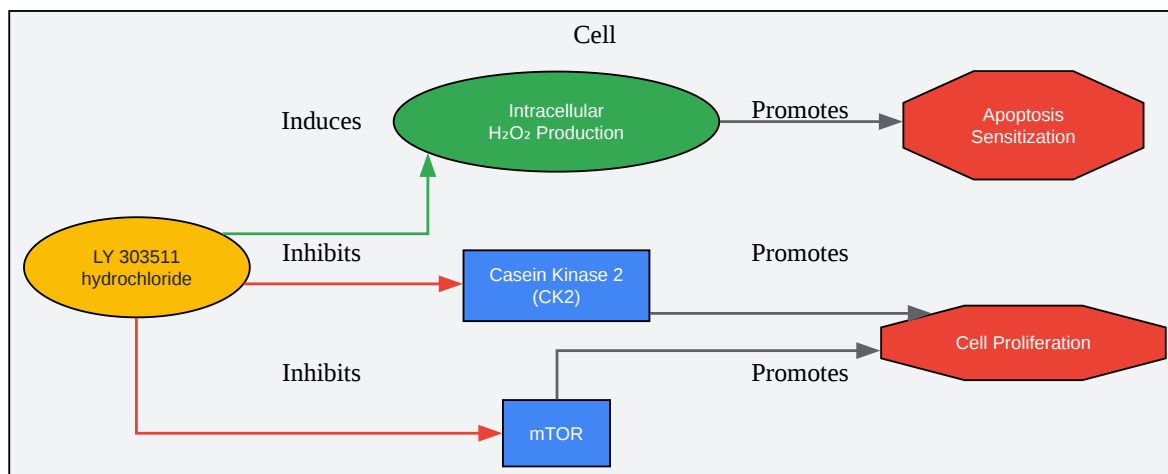 Cell
Induces
Intracellular
H₂O₂ Production
Promotes
Apoptosis
Sensitization
LY 303511
hydrochloride
Inhibits
Casein Kinase 2
(CK2)
Promotes
Cell Proliferation
Inhibits
Promotes
mTOR